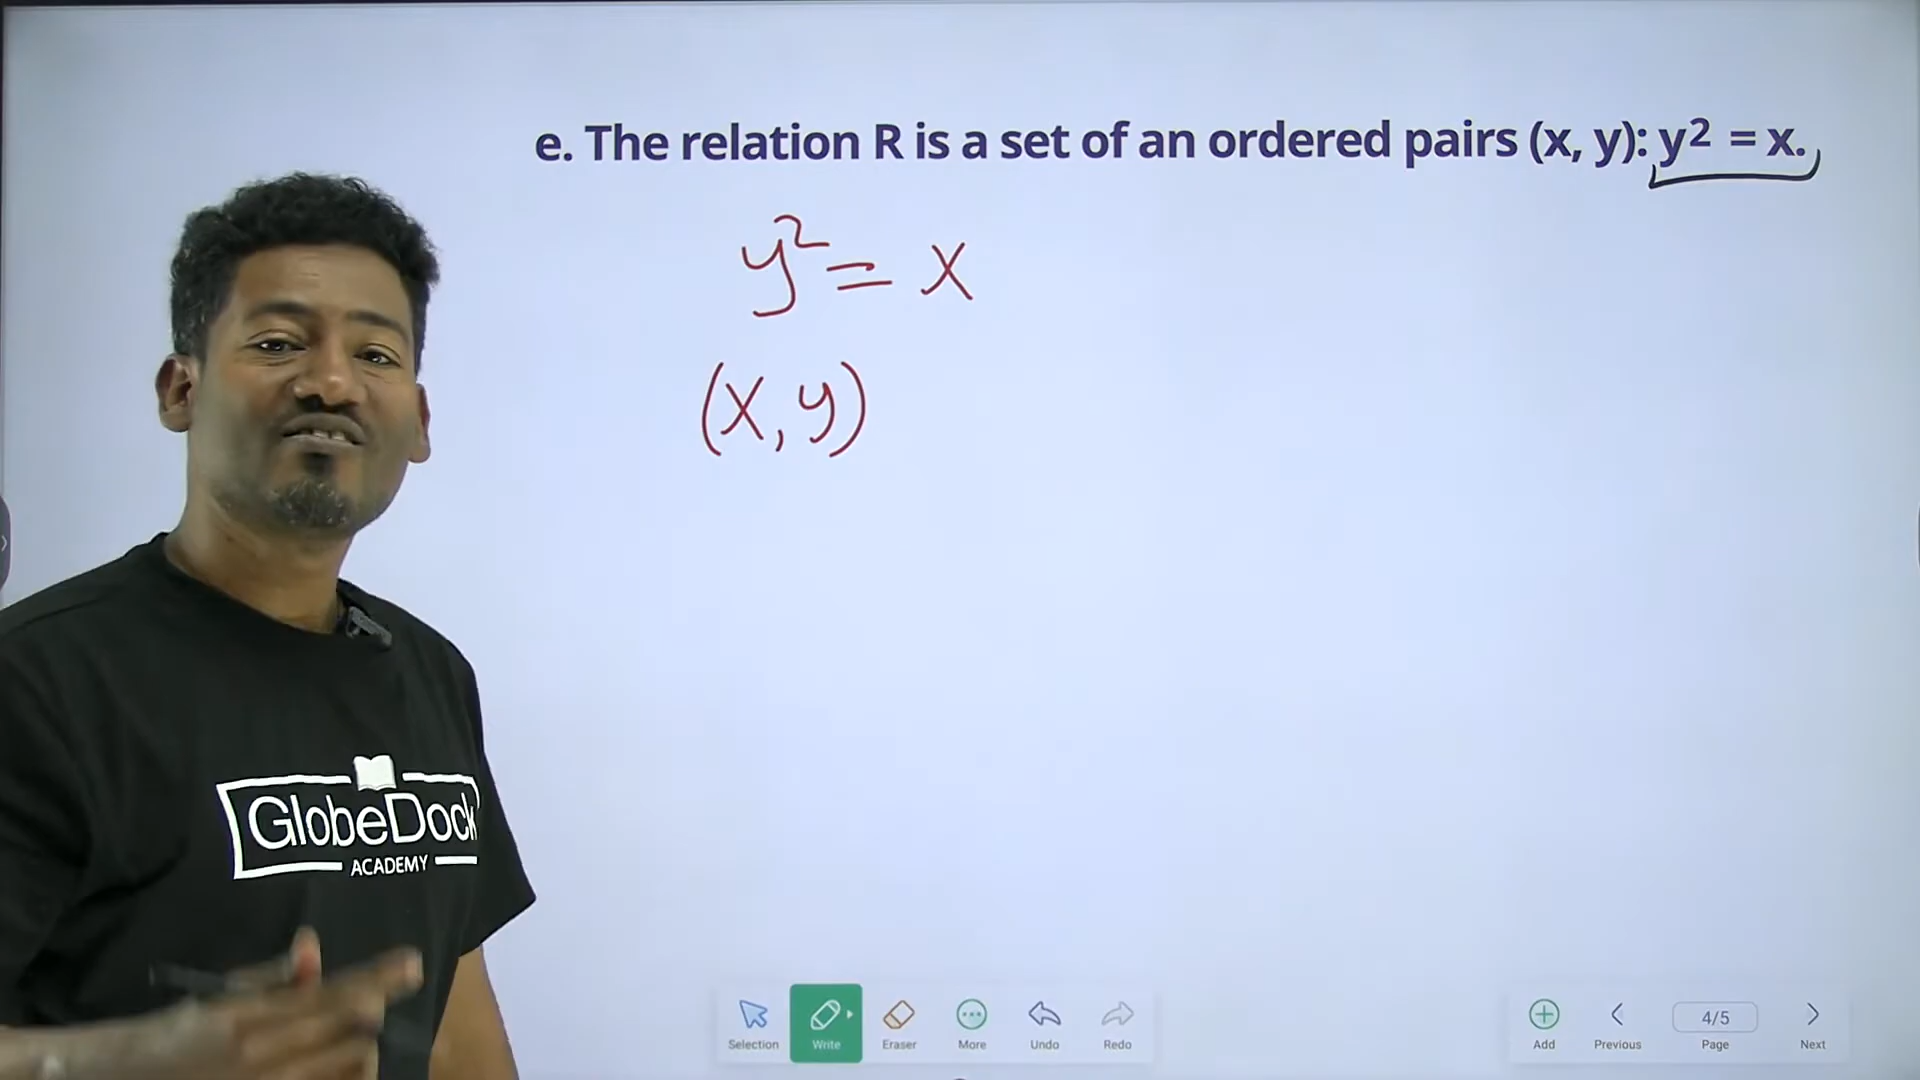 e. The relation R is a set of an ordered pairs (x, y): y² = x.
y² = x
(x, y)
GlobeDock
ACADEMY
Selection
Write
Eraser
More
Undo
Redo
Add
Previous
4/5
Page
Next